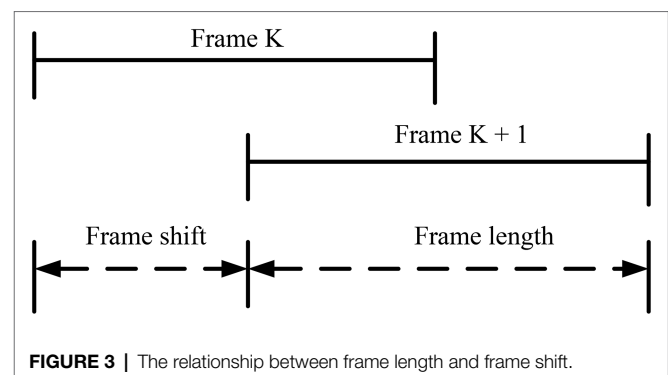 Frame K
Frame K + 1
Frame shift Frame length
FIGURE 3 | The relationship between frame length and frame shift.